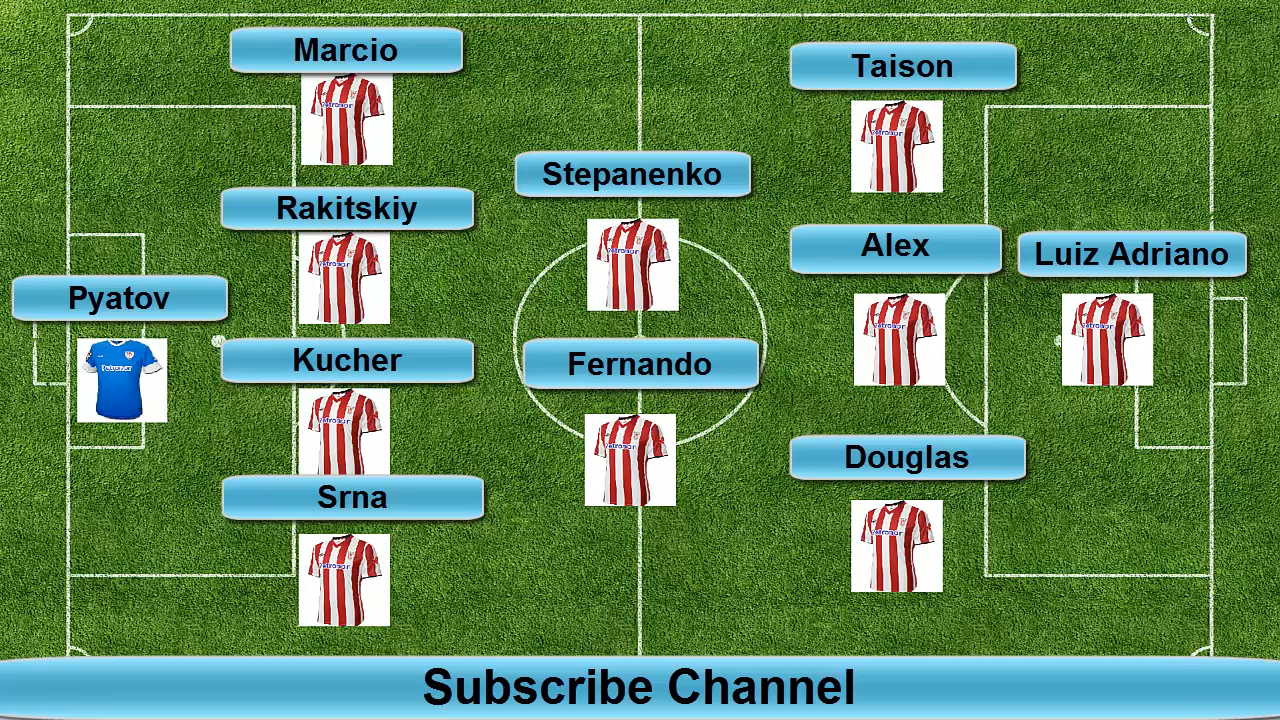 Marcio
Taison
Stepanenko
Rakitskiy
Alex
Luiz Adriano
Pyatov
Kucher
Fernando
Douglas
Srna
Subscribe Channel